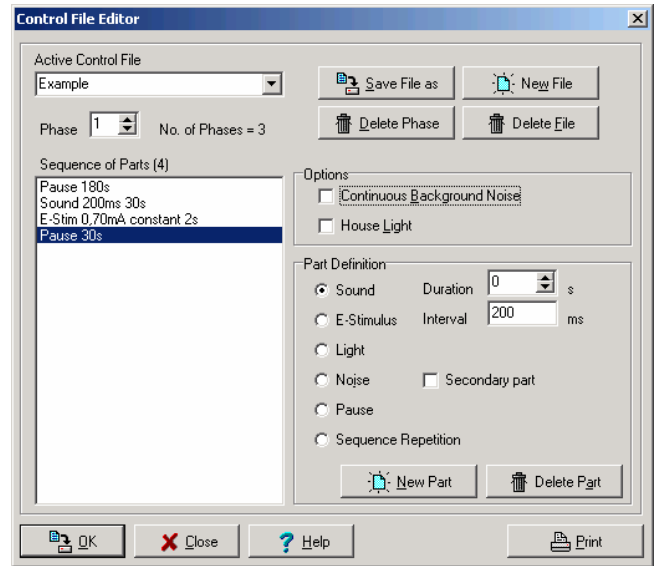 Control File Editor
Active Control File
Example
Save File as
New File
Phase 1 No. of Phases = 3
Delete Phase
Delete File
Sequence of Parts (4)
Pause 180s
Sound 200ms 30s
E-Stim 0,70mA constant 2s
Pause 30s
Options
Continuous Background Noise
House Light
Part Definition
Sound Duration 0 s
E-Stimulus Interval 200 ms
Light
Noise Secondary part
Pause
Sequence Repetition
New Part
Delete Part
OK
Close
Help
Print